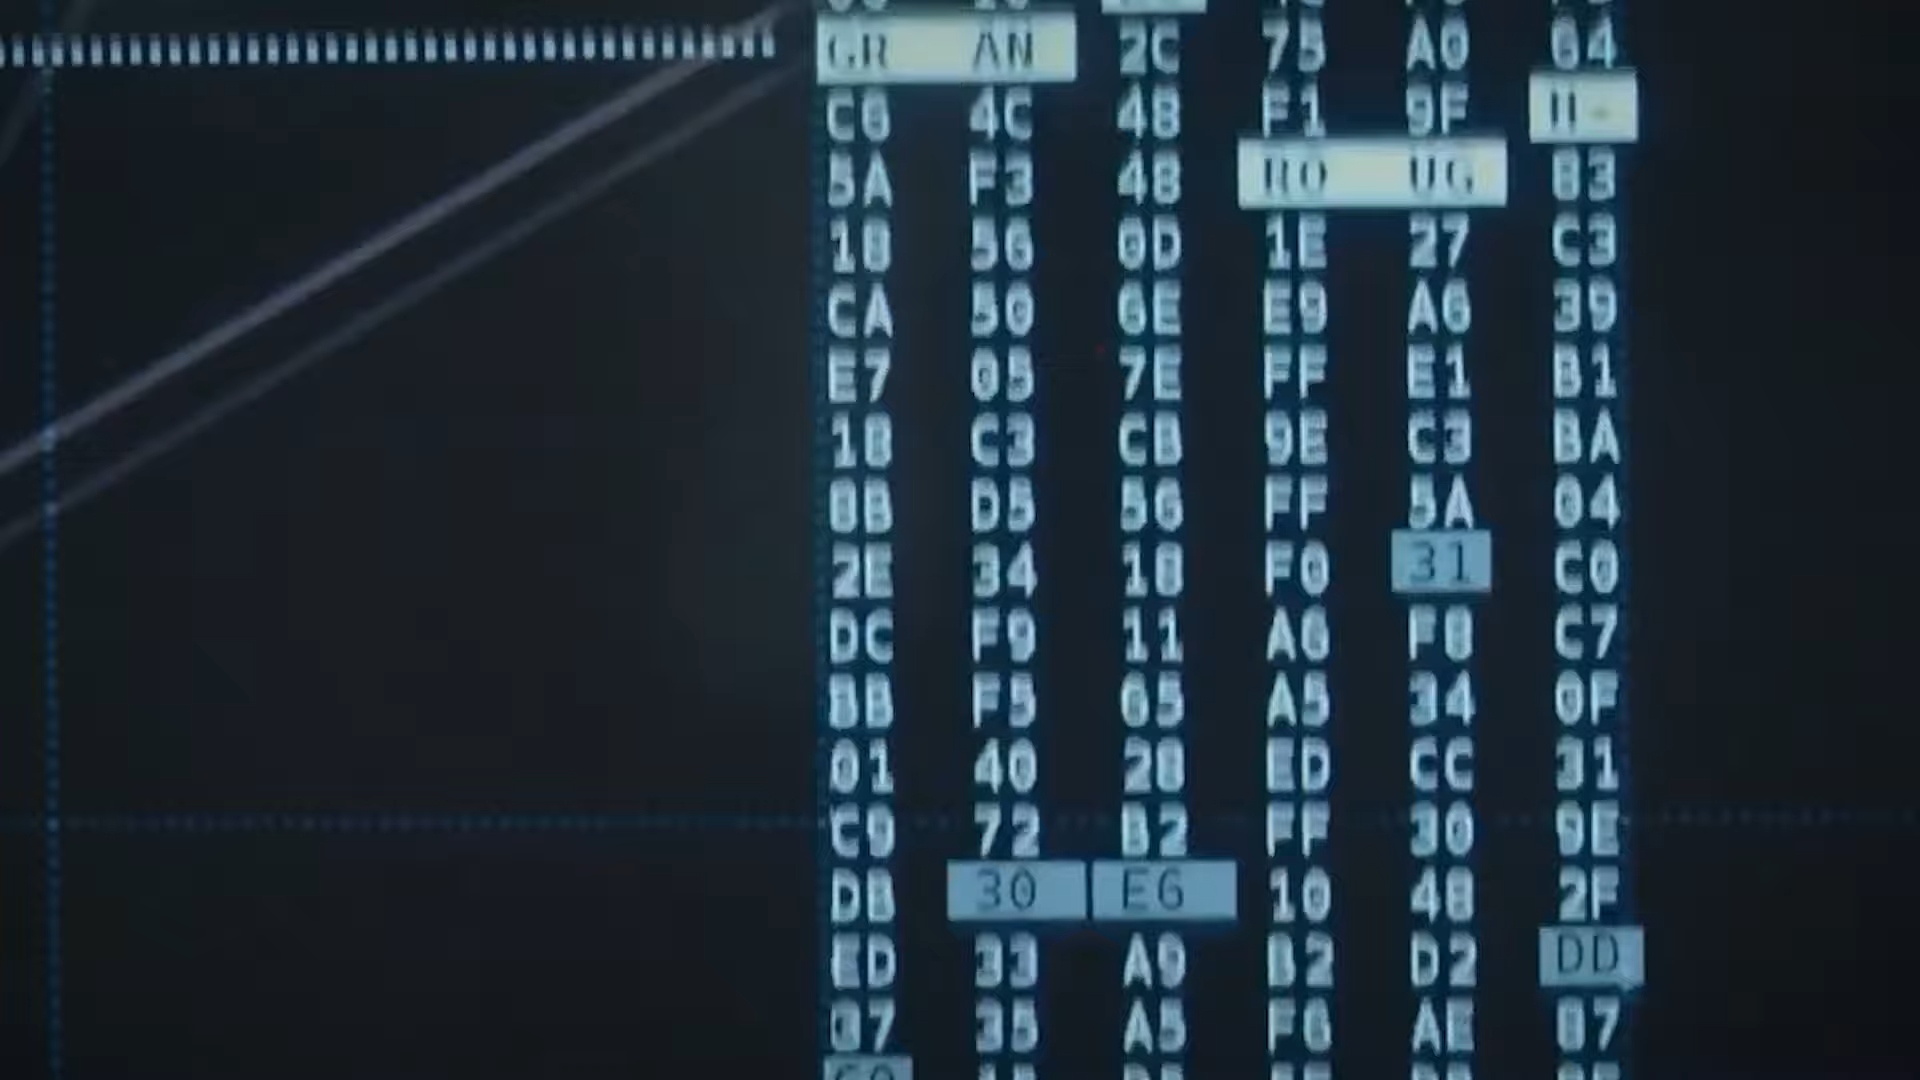 GR AN 2C 75 A0 64
C6 4C 48 F1 9F
5A F3 48 RO UG 83
18 56 0D 1E 27 C3
CA 50 6E E9 A6 39
E7 05 7E FF E1 B1
18 C3 CB 9E C3 BA
8B D5 56 FF 5A 04
2E 34 18 F0 31 C0
DC F9 11 A6 F8 C7
BB F5 65 A5 34 0F
01 40 28 ED CC 31
C9 72 B2 FF 30 9E
DB 30 E6 10 48 2F
ED 33 A9 B2 D2 DD
37 35 A5 F6 AE 87